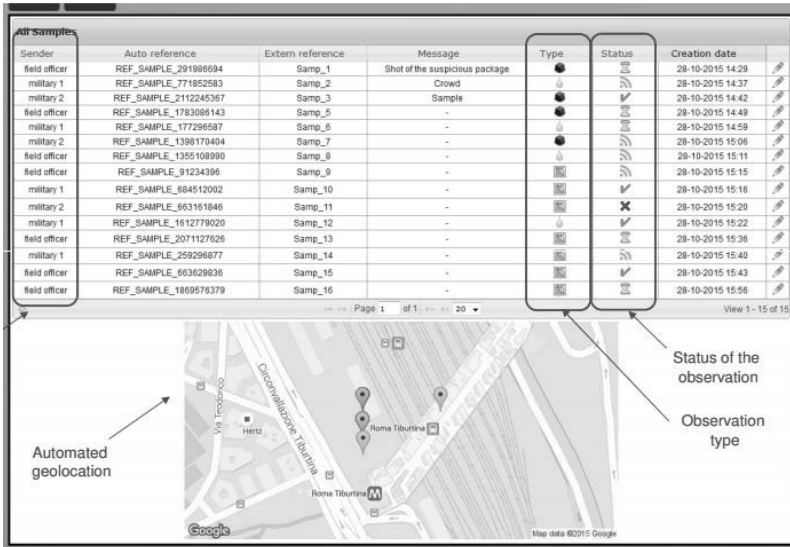 All Samples
Sender Auto reference Extern reference Message Type Status Creation date
field officer REF_SAMPLE_291986694 Samp_1 Shot of the suspicious package 28-10-2015 14:29
military 1 REF_SAMPLE_771852583 Samp_2 Crowd 28-10-2015 14:37
military 2 REF_SAMPLE_2112245367 Samp_3 Sample 28-10-2015 14:42
field officer REF_SAMPLE_1783086143 Samp_5 - 28-10-2015 14:49
military 1 REF_SAMPLE_177296587 Samp_6 - 28-10-2015 14:59
military 2 REF_SAMPLE_1398170404 Samp_7 - 28-10-2015 15:06
field officer REF_SAMPLE_1355108990 Samp_8 - 28-10-2015 15:11
field officer REF_SAMPLE_91234396 Samp_9 - 28-10-2015 15:15
military 1 REF_SAMPLE_684512002 Samp_10 - 28-10-2015 15:16
military 2 REF_SAMPLE_663161846 Samp_11 - 28-10-2015 15:20
military 1 REF_SAMPLE_1612779020 Samp_12 - 28-10-2015 15:22
field officer REF_SAMPLE_2071127626 Samp_13 - 28-10-2015 15:36
military 1 REF_SAMPLE_259296877 Samp_14 - 28-10-2015 15:40
field officer REF_SAMPLE_663629836 Samp_15 - 28-10-2015 15:43
field officer REF_SAMPLE_1869576379 Samp_16 - 28-10-2015 15:56
Page 1 of 1 20 View 1 - 15 of 15
Status of the
observation
Observation
type
Automated
geolocation
Via Teodorico
Circonvallazione Tiburtina
Hertz
Roma Tiburtina
Roma Tiburtina M
Google
Map data ©2015 Google